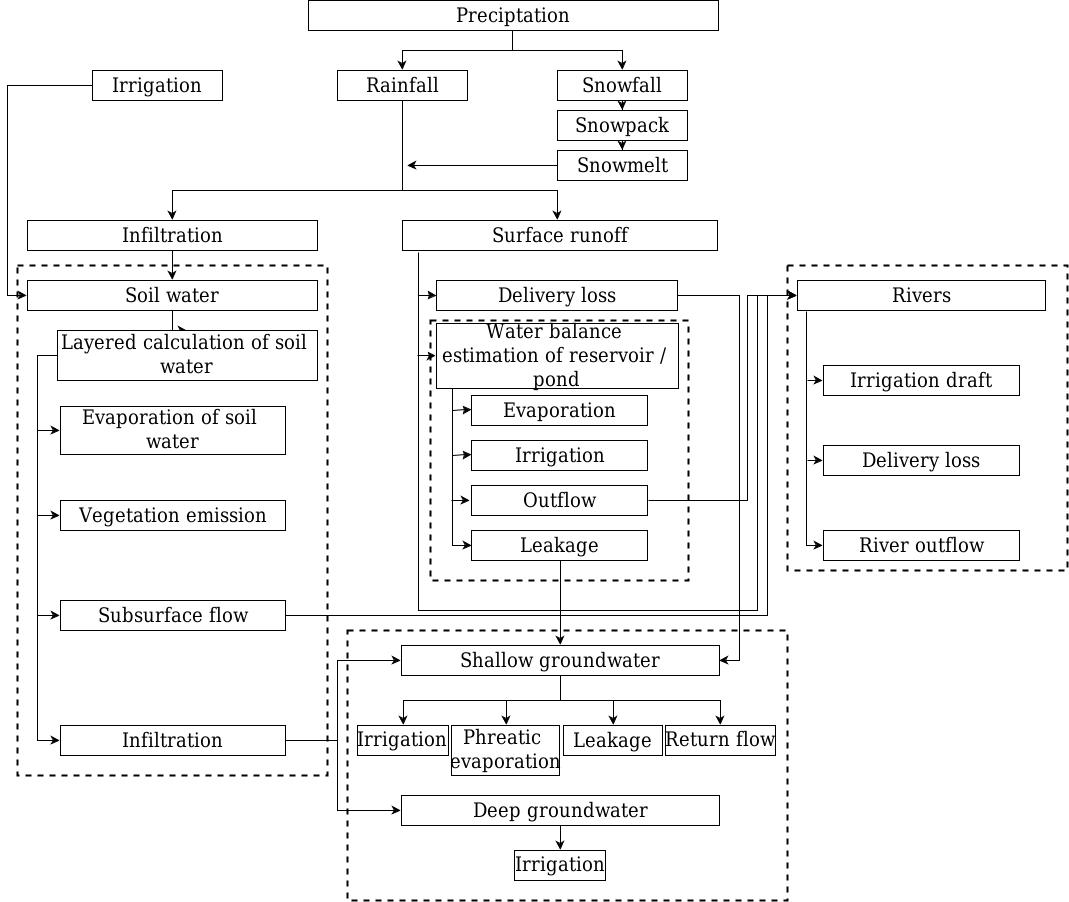 Preciptation
Irrigation
Rainfall
Snowfall
Snowpack
Snowmelt
Infiltration
Surface runoff
Soil water
Delivery loss
Rivers
Layered calculation of soil
water
Water balance
estimation of reservoir /
pond
Irrigation draft
Evaporation of soil
water
Evaporation
Irrigation
Delivery loss
Vegetation emission
Outflow
Leakage
River outflow
Subsurface flow
Shallow groundwater
Infiltration
Irrigation
Phreatic
evaporation
Leakage
Return flow
Deep groundwater
Irrigation